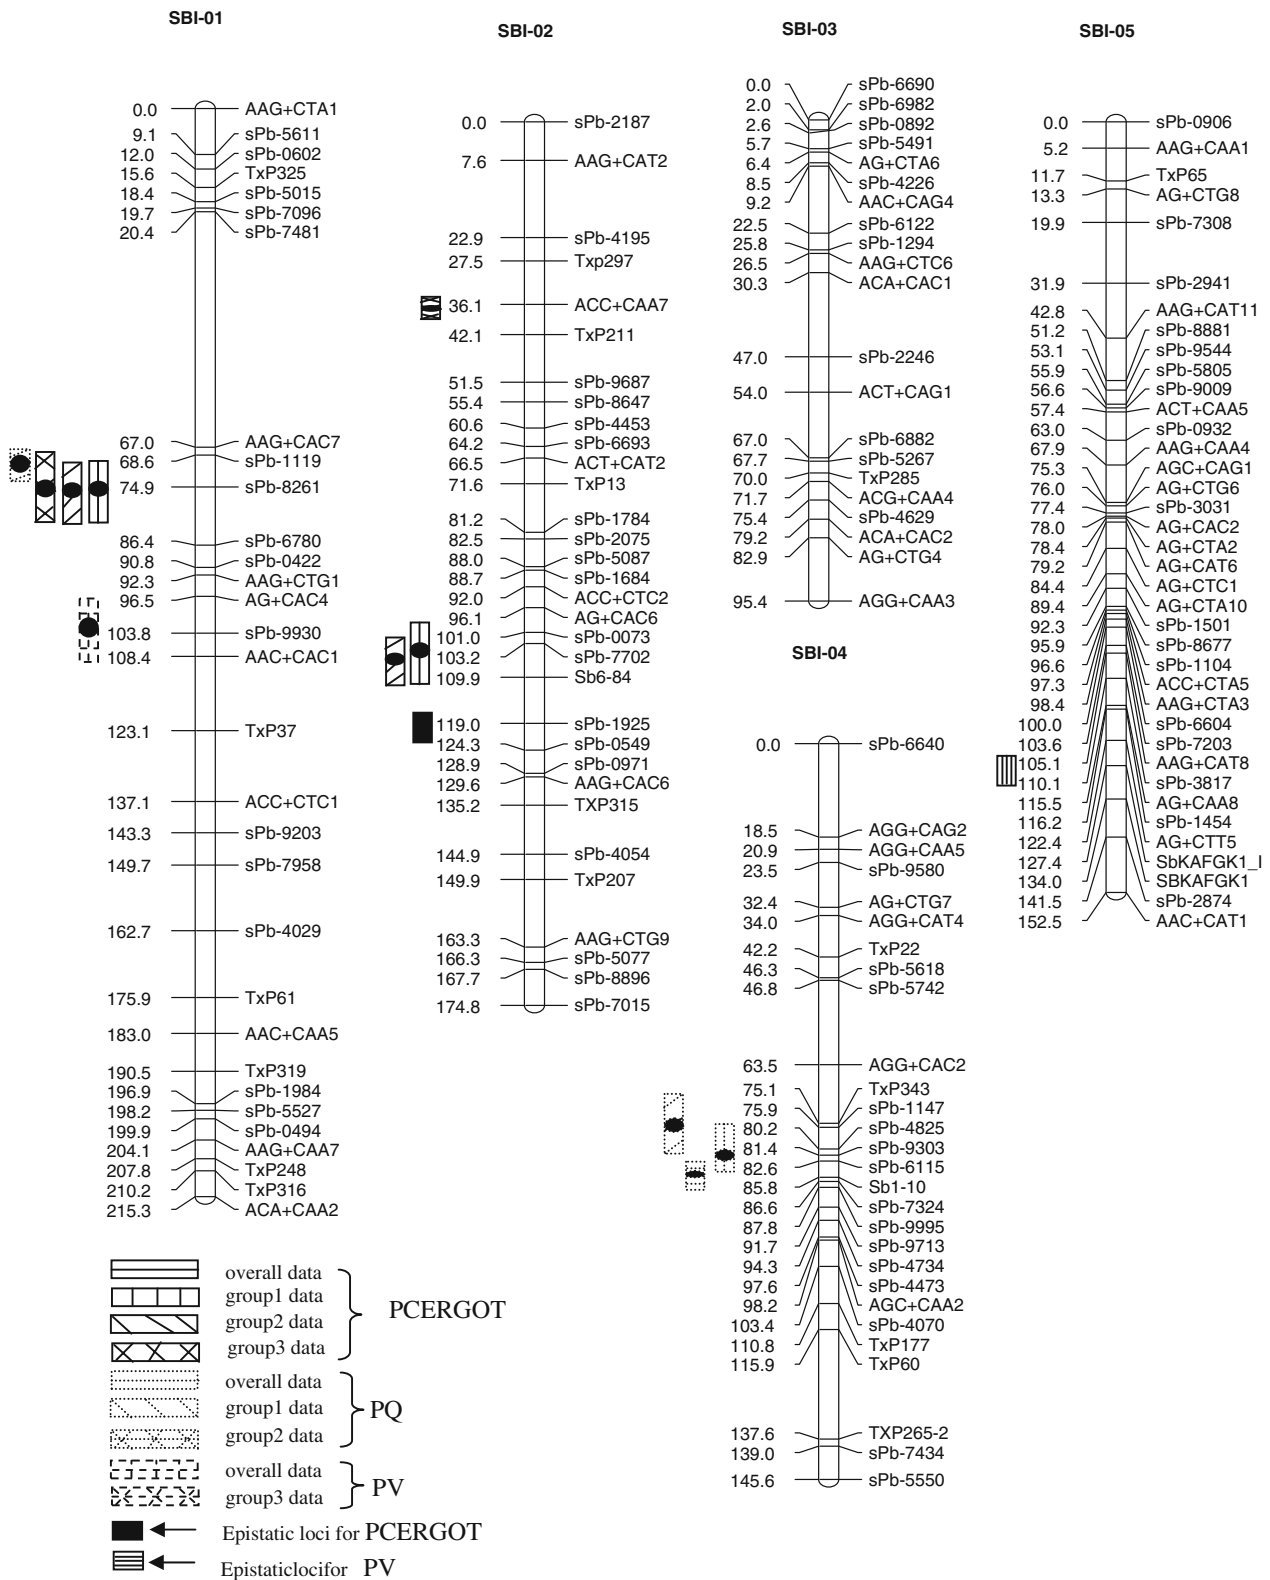 SBI-01
0.0 AAG+CTA1
9.1 sPb-5611
12.0 sPb-0602
15.6 TxP325
18.4 sPb-5015
19.7 sPb-7096
20.4 sPb-7481
67.0 AAG+CAC7
68.6 sPb-1119
74.9 sPb-8261
86.4 sPb-6780
90.8 sPb-0422
92.3 AAG+CTG1
96.5 AG+CAC4
103.8 sPb-9930
108.4 AAC+CAC1
123.1 TxP37
137.1 ACC+CTC1
143.3 sPb-9203
149.7 sPb-7958
162.7 sPb-4029
175.9 TxP61
183.0 AAC+CAA5
190.5 TxP319
196.9 sPb-1984
198.2 sPb-5527
199.9 sPb-0494
204.1 AAG+CAA7
207.8 TxP248
210.2 TxP316
215.3 ACA+CAA2
SBI-02
0.0 sPb-2187
7.6 AAG+CAT2
22.9 sPb-4195
27.5 Txp297
36.1 ACC+CAA7
42.1 TxP211
51.5 sPb-9687
55.4 sPb-8647
60.6 sPb-4453
64.2 sPb-6693
66.5 ACT+CAT2
71.6 TxP13
81.2 sPb-1784
82.5 sPb-2075
88.0 sPb-5087
88.7 sPb-1684
92.0 ACC+CTC2
96.1 AG+CAC6
101.0 sPb-0073
103.2 sPb-7702
109.9 Sb6-84
119.0 sPb-1925
124.3 sPb-0549
128.9 sPb-0971
129.6 AAG+CAC6
135.2 TXP315
144.9 sPb-4054
149.9 TxP207
163.3 AAG+CTG9
166.3 sPb-5077
167.7 sPb-8896
174.8 sPb-7015
SBI-03
0.0 sPb-6690
2.0 sPb-6982
2.6 sPb-0892
5.7 sPb-5491
6.4 AG+CTA6
8.5 sPb-4226
9.2 AAC+CAG4
22.5 sPb-6122
25.8 sPb-1294
26.5 AAG+CTC6
30.3 ACA+CAC1
47.0 sPb-2246
54.0 ACT+CAG1
67.0 sPb-6882
67.7 sPb-5267
70.0 TxP285
71.7 ACG+CAA4
75.4 sPb-4629
79.2 ACA+CAC2
82.9 AG+CTG4
95.4 AGG+CAA3
SBI-04
0.0 sPb-6640
18.5 AGG+CAG2
20.9 AGG+CAA5
23.5 sPb-9580
32.4 AG+CTG7
34.0 AGG+CAT4
42.2 TxP22
46.3 sPb-5618
46.8 sPb-5742
63.5 AGG+CAC2
75.1 TxP343
75.9 sPb-1147
80.2 sPb-4825
81.4 sPb-9303
82.6 sPb-6115
85.8 Sb1-10
86.6 sPb-7324
87.8 sPb-9995
91.7 sPb-9713
94.3 sPb-4734
97.6 sPb-4473
98.2 AGC+CAA2
103.4 sPb-4070
110.8 TxP177
115.9 TxP60
137.6 TXP265-2
139.0 sPb-7434
145.6 sPb-5550
SBI-05
0.0 sPb-0906
5.2 AAG+CAA1
11.7 TxP65
13.3 AG+CTG8
19.9 sPb-7308
31.9 sPb-2941
42.8 AAG+CAT11
51.2 sPb-8881
53.1 sPb-9544
55.9 sPb-5805
56.6 sPb-9009
57.4 ACT+CAA5
63.0 sPb-0932
67.9 AAG+CAA4
75.3 AGC+CAG1
76.0 AG+CTG6
77.4 sPb-3031
78.0 AG+CAC2
78.4 AG+CTA2
79.2 AG+CAT6
84.4 AG+CTC1
89.4 AG+CTA10
92.3 sPb-1501
95.9 sPb-8677
96.6 sPb-1104
97.3 ACC+CTA5
98.4 AAG+CTA3
100.0 sPb-6604
103.6 sPb-7203
105.1 AAG+CAT8
110.1 sPb-3817
115.5 AG+CAA8
116.2 sPb-1454
122.4 AG+CTT5
127.4 SbKAFGK1_I
134.0 SBKAFGK1
141.5 sPb-2874
152.5 AAC+CAT1
overall data
group1 data
group2 data
group3 data
PCERGOT
overall data
group1 data
group2 data
PQ
overall data
group3 data
PV
Epistatic loci for PCERGOT
Epistaticlocifor PV